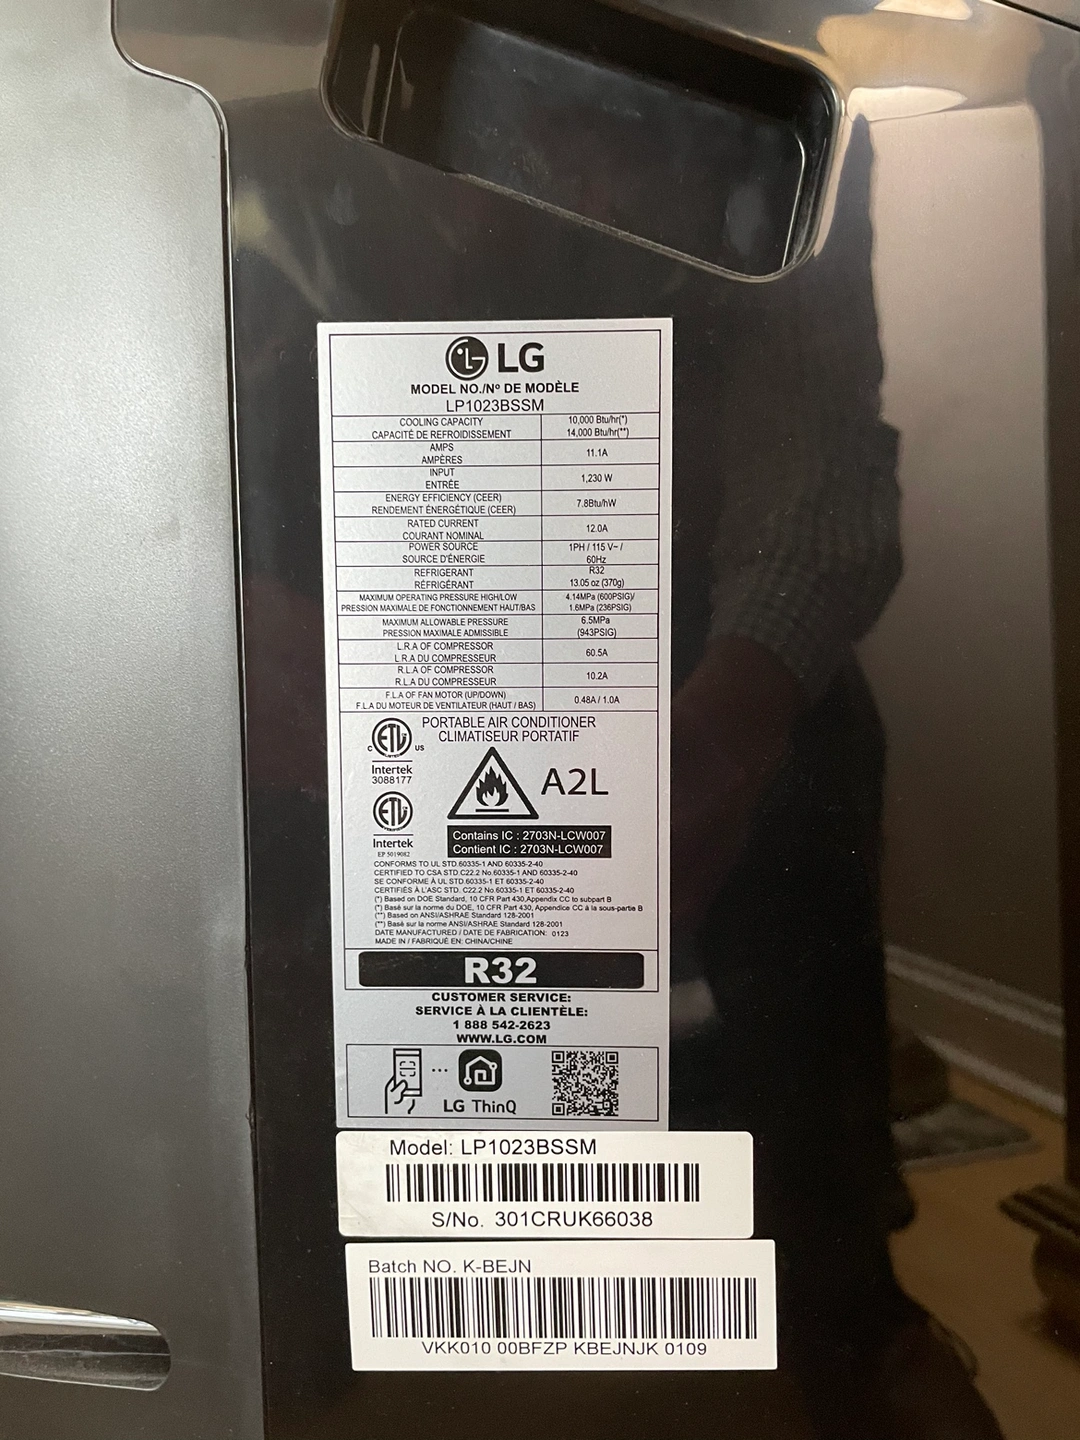 LG
MODEL NO./Nº DE MODÈLE
LP1023BSSM
COOLING CAPACITY 10,000 Btu/hr(*)
CAPACITÉ DE REFROIDISSEMENT 14,000 Btu/hr(**)
AMPS
AMPÈRES 11.1A
INPUT
ENTRÉE 1,230 W
ENERGY EFFICIENCY (CEER)
RENDEMENT ÉNERGÉTIQUE (CEER) 7.8Btu/hW
RATED CURRENT
COURANT NOMINAL 12.0A
POWER SOURCE 1PH / 115 V~ /
SOURCE D'ÉNERGIE 60Hz
REFRIGERANT R32
RÉFRIGÉRANT 13.05 oz (370g)
MAXIMUM OPERATING PRESSURE HIGH/LOW 4.14MPa (600PSIG)/
PRESSION MAXIMALE DE FONCTIONNEMENT HAUT/BAS 1.6MPa (236PSIG)
MAXIMUM ALLOWABLE PRESSURE 6.5MPa
PRESSION MAXIMALE ADMISSIBLE (943PSIG)
L.R.A OF COMPRESSOR
L.R.A DU COMPRESSEUR 60.5A
R.L.A OF COMPRESSOR
R.L.A DU COMPRESSEUR 10.2A
F.L.A OF FAN MOTOR (UP/DOWN)
F.L.A DU MOTEUR DE VENTILATEUR (HAUT / BAS) 0.48A / 1.0A
PORTABLE AIR CONDITIONER
CLIMATISEUR PORTATIF
C ETL US
Intertek
3088177
A2L
ETL
Intertek
EP 5019082
Contains IC : 2703N-LCW007
Contient IC : 2703N-LCW007
CONFORMS TO UL STD.60335-1 AND 60335-2-40
CERTIFIED TO CSA STD.C22.2 No.60335-1 AND 60335-2-40
SE CONFORME À UL STD.60335-1 ET 60335-2-40
CERTIFIÉS À L'ASC STD. C22.2 No.60335-1 ET 60335-2-40
(*) Based on DOE Standard, 10 CFR Part 430,Appendix CC to subpart B
(*) Basé sur la norme du DOE, 10 CFR Part 430, Appendice CC à la sous-partie B
(**) Based on ANSI/ASHRAE Standard 128-2001
(**) Basé sur la norme ANSI/ASHRAE Standard 128-2001
DATE MANUFACTURED / DATE DE FABRICATION: 0123
MADE IN / FABRIQUÉ EN: CHINA/CHINE
R32
CUSTOMER SERVICE:
SERVICE À LA CLIENTÈLE:
1 888 542-2623
WWW.LG.COM
LG ThinQ
Model: LP1023BSSM
S/No. 301CRUK66038
Batch NO. K-BEJN
VKK010 00BFZP KBEJNJK 0109